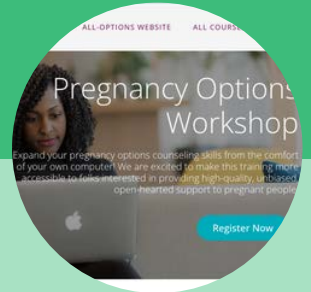 ALL-OPTIONS WEBSITE ALL
Pregnancy Options
Workshop
Expand your pregnancy options counseling skills from the comfort
of your own computer! We are excited to make this training more
accessible to folks interested in providing high-quality, unbiased,
open-hearted support to pregnant people.
Register Now